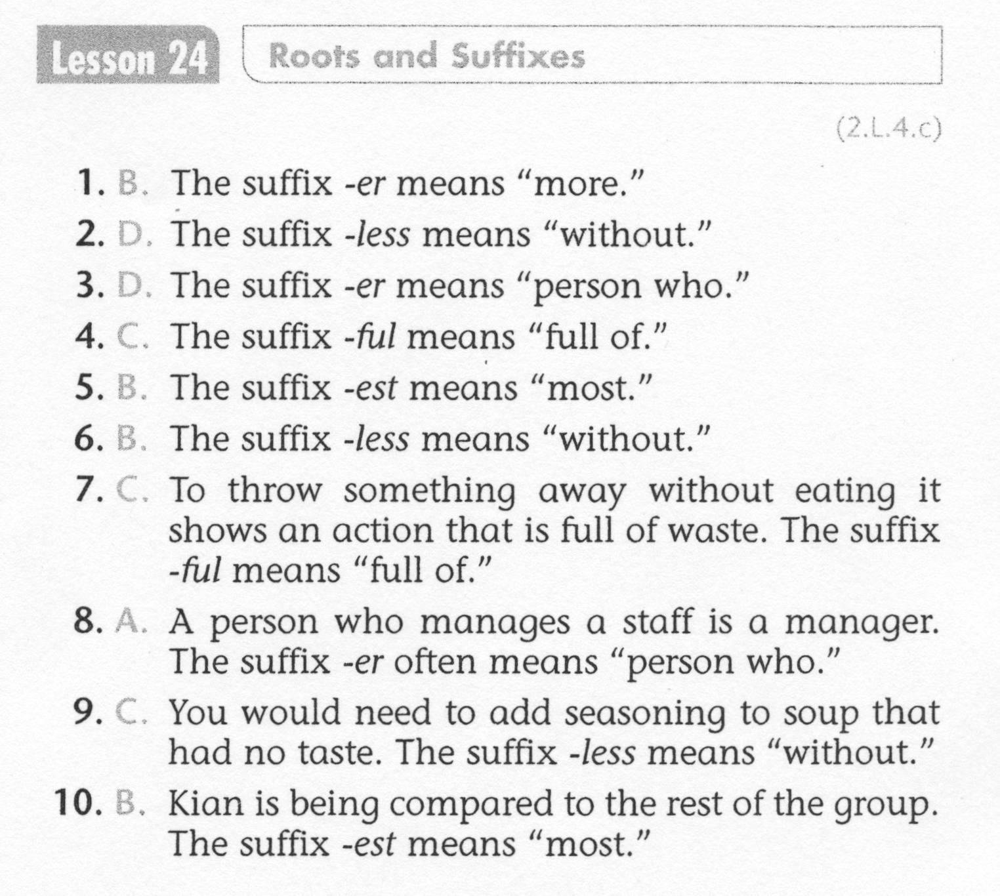 Lesson 24 Roots and Suffixes
(2.L.4.c)
1. B. The suffix -er means “more.”
2. D. The suffix -less means “without.”
3. D. The suffix -er means “person who.”
4. C. The suffix -ful means “full of.”
5. B. The suffix -est means “most.”
6. B. The suffix -less means “without.”
7. C. To throw something away without eating it
shows an action that is full of waste. The suffix
-ful means “full of.”
8. A. A person who manages a staff is a manager.
The suffix -er often means “person who.”
9. C. You would need to add seasoning to soup that
had no taste. The suffix -less means “without.”
10. B. Kian is being compared to the rest of the group.
The suffix -est means “most.”